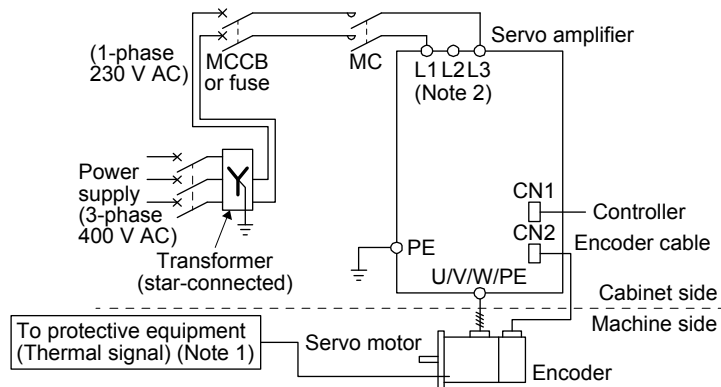 (1-phase
230 V AC)
MCCB
or fuse
MC
Servo amplifier
L1 L2 L3
(Note 2)
Power
supply
(3-phase
400 V AC)
Transformer
(star-connected)
PE
CN1
Controller
CN2
Encoder cable
U/V/W/PE
Cabinet side
Machine side
To protective equipment
(Thermal signal) (Note 1)
Servo motor
Encoder